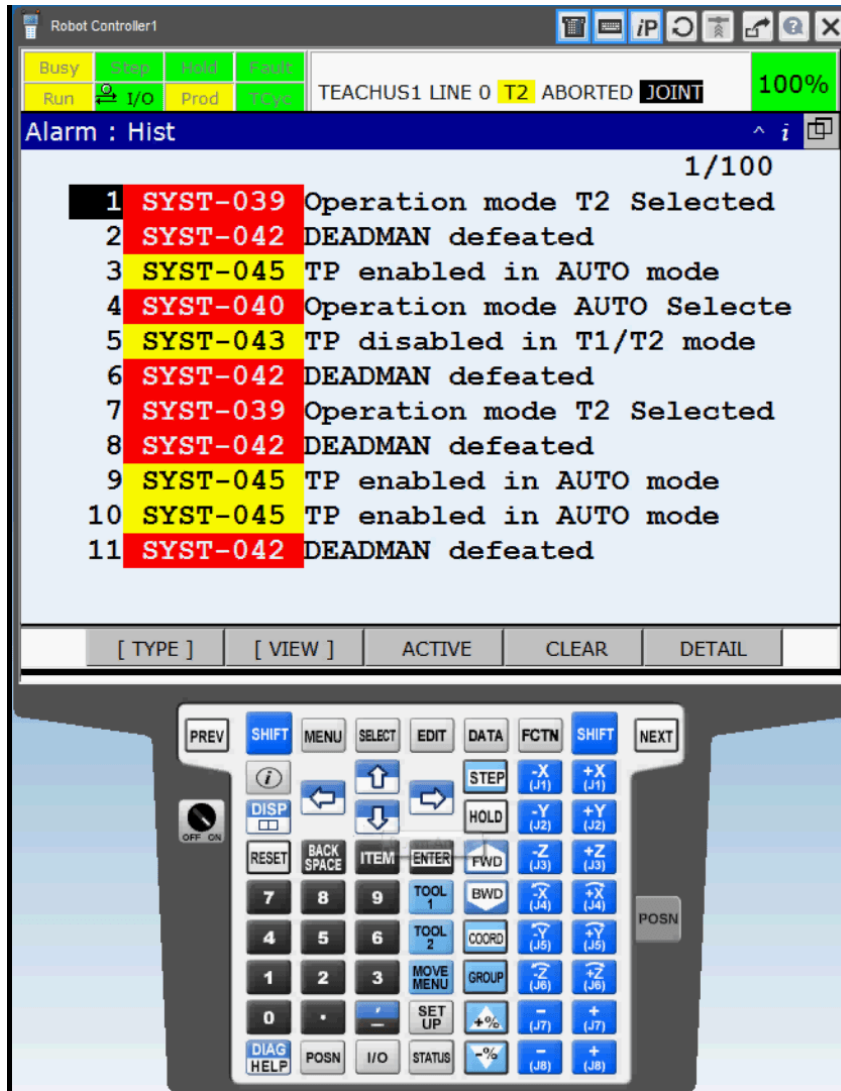 Robot Controller1
iP
Busy Step Hold Fault
Run I/O Prod TCyc
TEACHUS1 LINE 0 T2 ABORTED JOINT
100%
Alarm : Hist
^ i
1/100
1 SYST-039 Operation mode T2 Selected
2 SYST-042 DEADMAN defeated
3 SYST-045 TP enabled in AUTO mode
4 SYST-040 Operation mode AUTO Selecte
5 SYST-043 TP disabled in T1/T2 mode
6 SYST-042 DEADMAN defeated
7 SYST-039 Operation mode T2 Selected
8 SYST-042 DEADMAN defeated
9 SYST-045 TP enabled in AUTO mode
10 SYST-045 TP enabled in AUTO mode
11 SYST-042 DEADMAN defeated
[ TYPE ] [ VIEW ] ACTIVE CLEAR DETAIL
PREV SHIFT MENU SELECT EDIT DATA FCTN SHIFT NEXT
i STEP -X (J1) +X (J1)
OFF ON DISP HOLD -Y (J2) +Y (J2)
RESET BACK SPACE ITEM ENTER FWD -Z (J3) +Z (J3)
7 8 9 TOOL 1 BWD -X (J4) +X (J4)
4 5 6 TOOL 2 COORD -Y (J5) +Y (J5) POSN
1 2 3 MOVE MENU GROUP -Z (J6) +Z (J6)
0 . , - SET UP +% - (J7) + (J7)
DIAG HELP POSN I/O STATUS -% - (J8) + (J8)